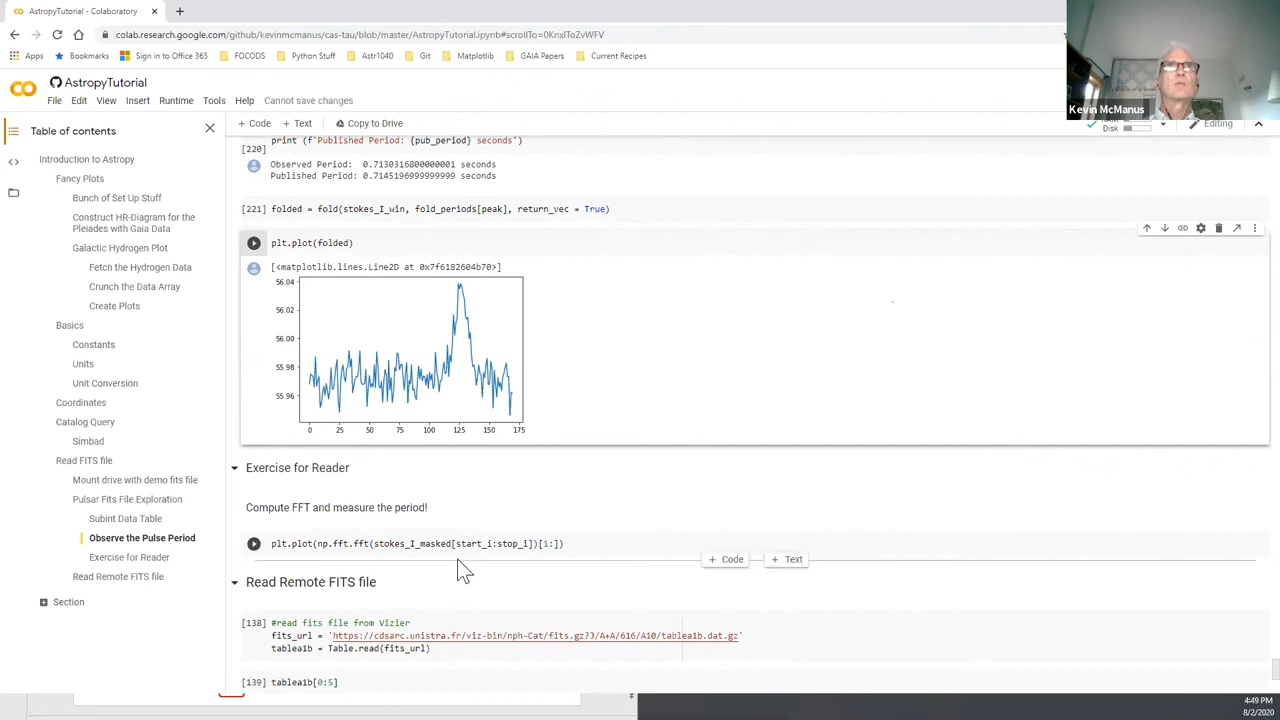 AstropyTutorial - Colaboratory
colab.research.google.com/github/kevinmcmanus/cas-tau/blob/master/AstropyTutorial.ipynb#scrollTo=0KnxlToZvWFV
Apps Bookmarks Sign in to Office 365 FOCODS Python Stuff Astr1040 Git Matplotlib GAIA Papers Current Recipes
Kevin McManus
AstropyTutorial
File Edit View Insert Runtime Tools Help Cannot save changes
Table of contents
+ Code + Text Copy to Drive
Disk
Editing
Introduction to Astropy
Fancy Plots
Bunch of Set Up Stuff
Construct HR-Diagram for the
Pleiades with Gaia Data
Galactic Hydrogen Plot
Fetch the Hydrogen Data
Crunch the Data Array
Create Plots
Basics
Constants
Units
Unit Conversion
Coordinates
Catalog Query
Simbad
Read FITS file
Mount drive with demo fits file
Pulsar Fits File Exploration
Subint Data Table
Observe the Pulse Period
Exercise for Reader
Read Remote FITS file
Section
print (f'Published Period: {pub_period} seconds")
[220]
Observed Period: 0.7130316800000001 seconds
Published Period: 0.7145196999999999 seconds
[221] folded = fold(stokes_I_win, fold_periods[peak], return_vec = True)
plt.plot(folded)
[<matplotlib.lines.Line2D at 0x7f6182604b70>]
56.04
56.02
56.00
55.98
55.96
0 25 50 75 100 125 150 175
Exercise for Reader
Compute FFT and measure the period!
plt.plot(np.fft.fft(stokes_I_masked[start_i:stop_i])[1:])
+ Code + Text
Read Remote FITS file
[138] #read fits file from Vizier
fits_url = 'https://cdsarc.unistra.fr/viz-bin/nph-Cat/fits.gz?J/A+A/616/A10/tablea1b.dat.gz'
tablea1b = Table.read(fits_url)
[139] tablea1b[0:5]
4:49 PM
8/2/2020